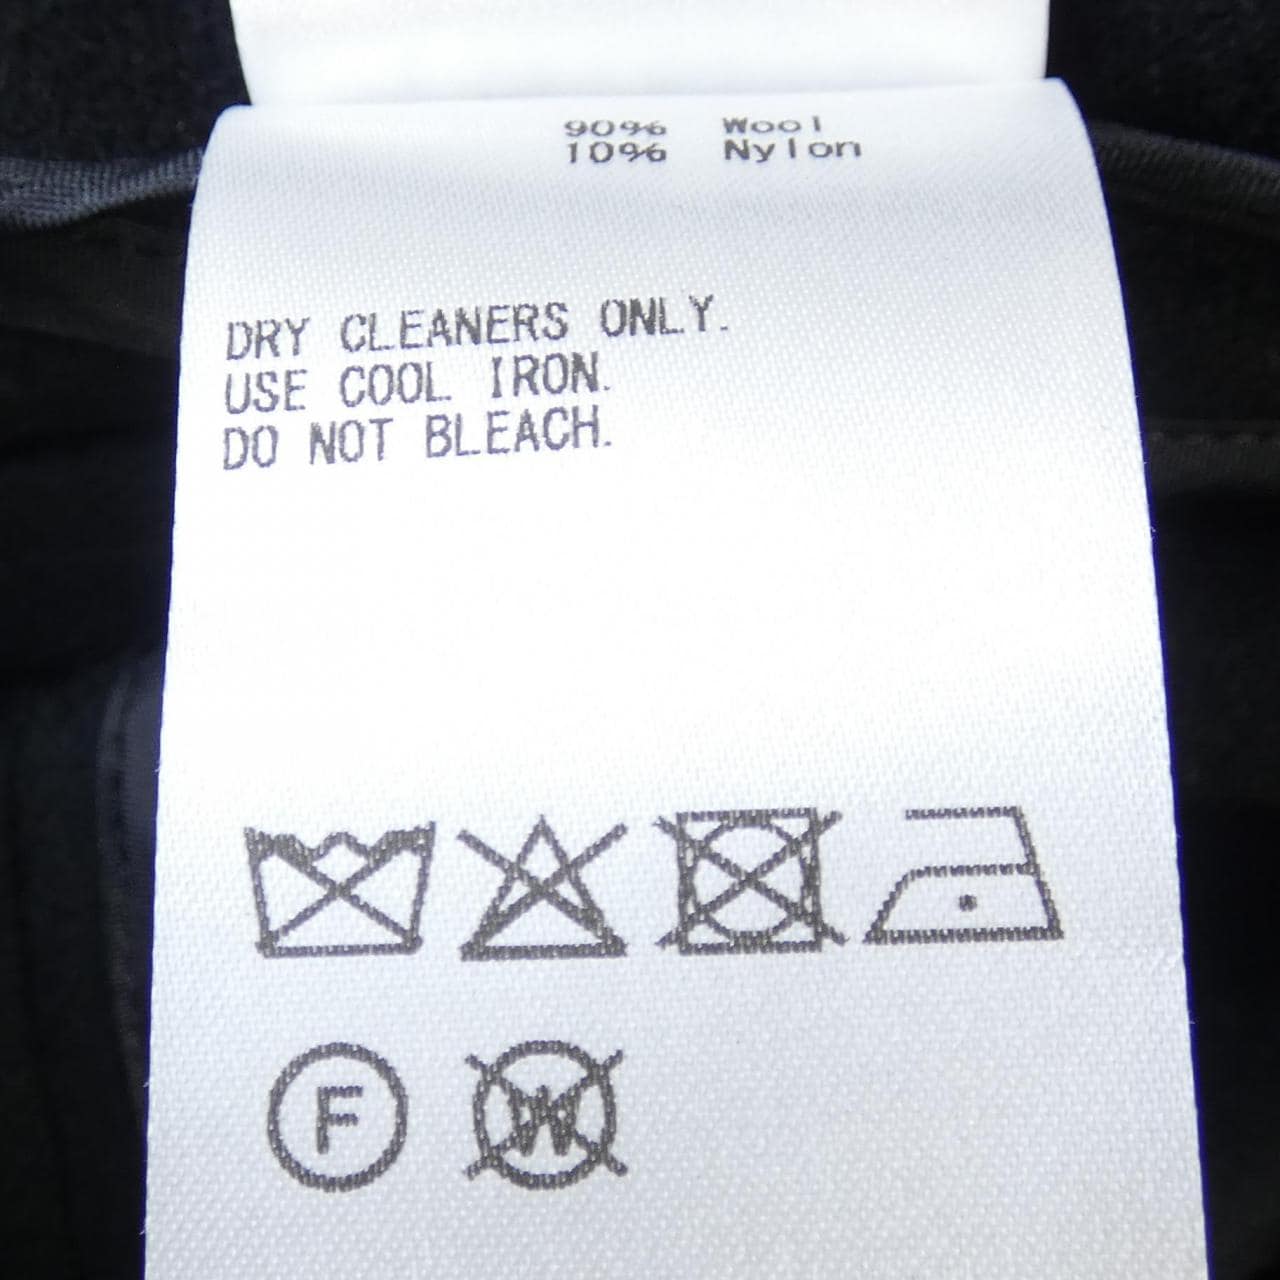 90% Wool
10% Nylon
DRY CLEANERS ONLY.
USE COOL IRON.
DO NOT BLEACH.
F W